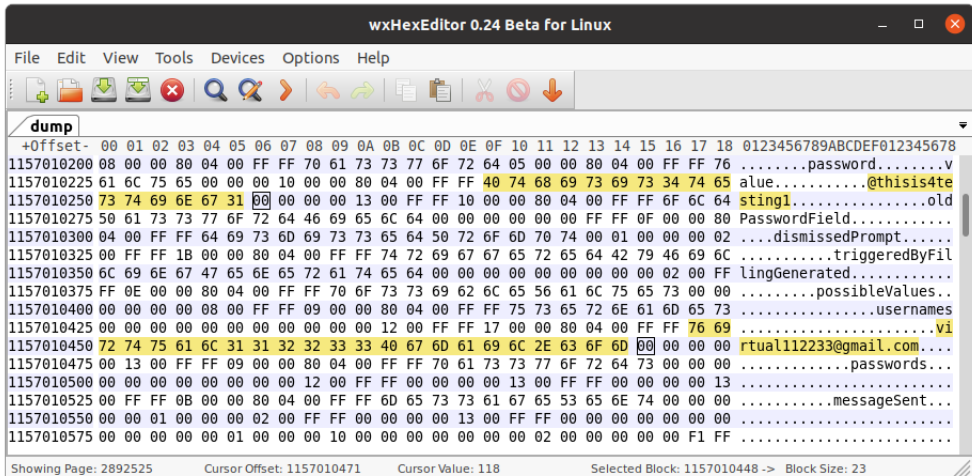 wxHexEditor 0.24 Beta for Linux
File Edit View Tools Devices Options Help
dump
+Offset- 00 01 02 03 04 05 06 07 08 09 0A 0B 0C 0D 0E 0F 10 11 12 13 14 15 16 17 18 0123456789ABCDEF012345678
1157010200 08 00 00 80 04 00 FF FF 70 61 73 73 77 6F 72 64 05 00 00 80 04 00 FF FF 76 ........password.......v
1157010225 61 6C 75 65 00 00 00 10 00 00 80 04 00 FF FF 40 74 68 69 73 69 73 34 74 65 alue...........@thisis4te
1157010250 73 74 69 6E 67 31 00 00 00 00 13 00 FF FF 10 00 00 80 04 00 FF FF 6F 6C 64 sting1................old
1157010275 50 61 73 73 77 6F 72 64 46 69 65 6C 64 00 00 00 00 00 00 FF FF 0F 00 00 80 PasswordField............
1157010300 04 00 FF FF 64 69 73 6D 69 73 73 65 64 50 72 6F 6D 70 74 00 01 00 00 00 02 ....dismissedPrompt......
1157010325 00 FF FF 1B 00 00 80 04 00 FF FF 74 72 69 67 67 65 72 65 64 42 79 46 69 6C ...........triggeredByFil
1157010350 6C 69 6E 67 47 65 6E 65 72 61 74 65 64 00 00 00 00 00 00 00 00 00 02 00 FF lingGenerated............
1157010375 FF 0E 00 00 80 04 00 FF FF 70 6F 73 73 69 62 6C 65 56 61 6C 75 65 73 00 00 .........possibleValues..
1157010400 00 00 00 00 08 00 FF FF 09 00 00 80 04 00 FF FF 75 73 65 72 6E 61 6D 65 73 ................usernames
1157010425 00 00 00 00 00 00 00 00 00 00 12 00 FF FF 17 00 00 80 04 00 FF FF 76 69 .......................vi
1157010450 72 74 75 61 6C 31 31 32 32 33 33 40 67 6D 61 69 6C 2E 63 6F 6D 00 00 00 00 rtual112233@gmail.com....
1157010475 00 13 00 FF FF 09 00 00 80 04 00 FF FF 70 61 73 73 77 6F 72 64 73 00 00 00 .............passwords...
1157010500 00 00 00 00 00 00 00 00 12 00 FF FF 00 00 00 00 13 00 FF FF 00 00 00 00 13 .........................
1157010525 00 FF FF 0B 00 00 80 04 00 FF FF 6D 65 73 73 61 67 65 53 65 6E 74 00 00 00 ...........messageSent...
1157010550 00 00 01 00 00 00 02 00 FF FF 00 00 00 00 13 00 FF FF 00 00 00 00 00 00 00 .........................
1157010575 00 00 00 00 00 01 00 00 00 10 00 00 00 00 00 00 00 02 00 00 00 00 00 F1 FF .........................
Showing Page: 2892525 Cursor Offset: 1157010471 Cursor Value: 118 Selected Block: 1157010448 -> Block Size: 23